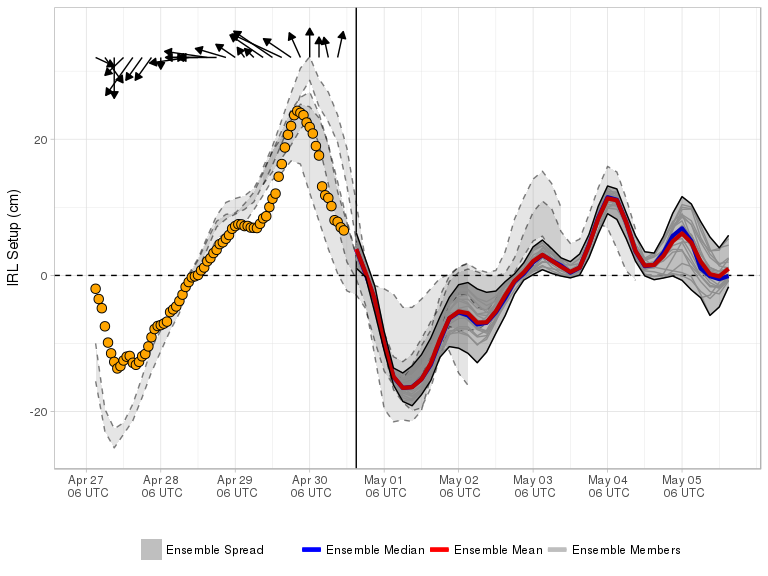 IRL Setup (cm)
20
0
-20
Apr 27 Apr 28 Apr 29 Apr 30 May 01 May 02 May 03 May 04 May 05
06 UTC 06 UTC 06 UTC 06 UTC 06 UTC 06 UTC 06 UTC 06 UTC 06 UTC
Ensemble Spread Ensemble Median Ensemble Mean Ensemble Members